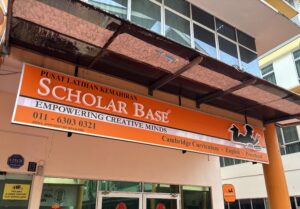 PUSAT LATIHAN KEMAHIRAN
SCHOLAR BASE
EMPOWERING CREATIVE MINDS
011 - 6303 0321
Cambridge Curriculum English